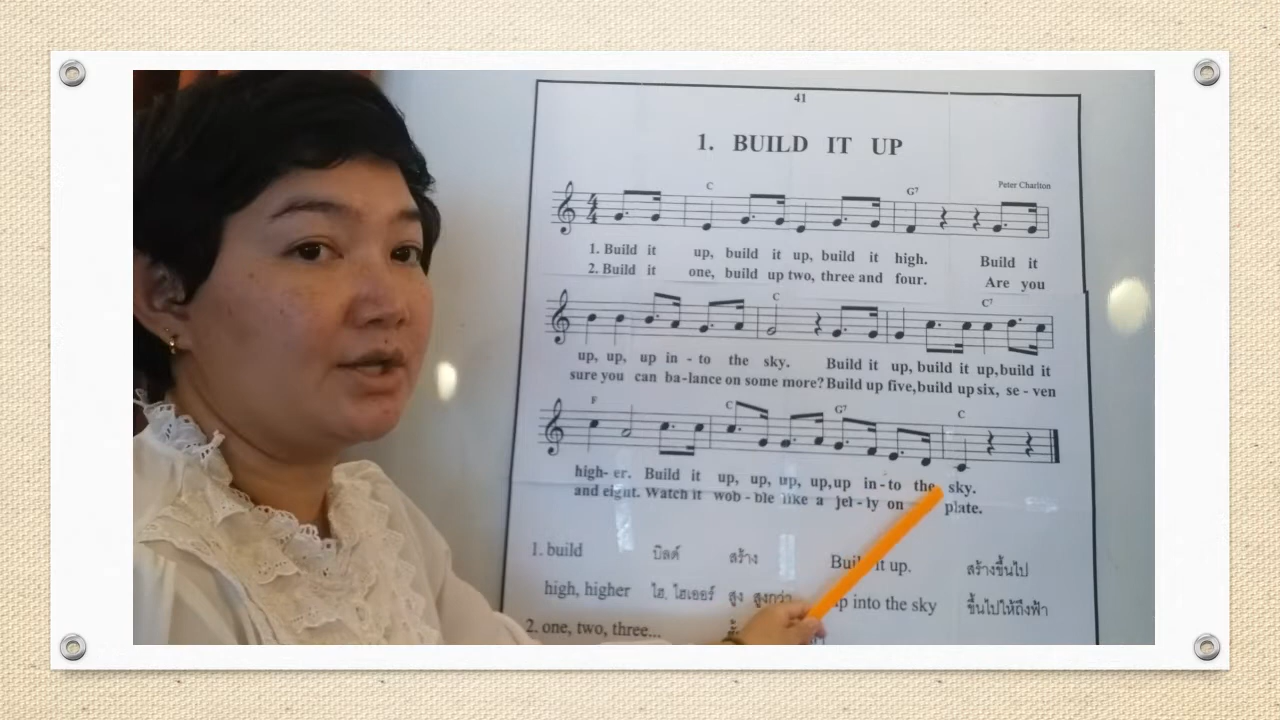 41
1. BUILD IT UP
Peter Charlton
C G7
4
4
1. Build it up, build it up, build it high. Build it
2. Build it one, build up two, three and four. Are you
C C7
up, up, up in - to the sky. Build it up, build it up, build it
sure you can ba-lance on some more? Build up five, build up six, se - ven
F C G7 C
high- er. Build it up, up, up, up, up in - to the sky.
and eight. Watch it wob - ble like a jel - ly on plate.
1. build บิลด์ สร้าง Build it up. สร้างขึ้นไป
high, higher ไฮ, ไฮเออร์ สูง สูงกว่า up into the sky ขึ้นไปให้ถึงฟ้า
2. one, two, three...